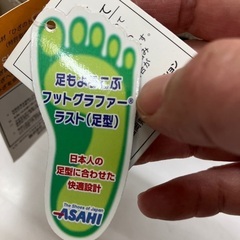 足もよろこぶ
フットグラファー®
ラスト(足型)
日本人の
足型に合わせた
快適設計
The Shoes of Japan
ASAHI